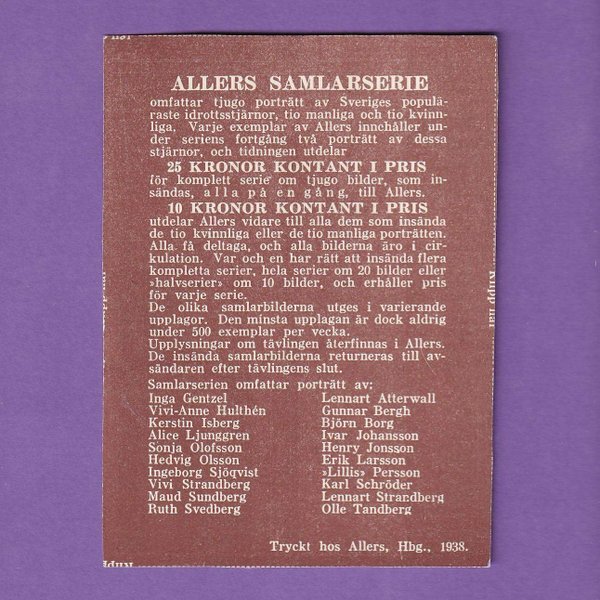 ALLERS SAMLARSERIE
omfattar tjugo porträtt av Sveriges populä-
raste idrottsstjärnor, tio manliga och tio kvinn-
liga. Varje exemplar av Allers innehåller un-
der seriens fortgång två porträtt av dessa
stjärnor, och tidningen utdelar
25 KRONOR KONTANT I PRIS
för komplett serie om tjugo bilder, som in-
sändas, alla på en gång, till Allers.
10 KRONOR KONTANT I PRIS
utdelar Allers vidare till alla dem som insända
de tio kvinnliga eller de tio manliga porträtten.
Alla få deltaga, och alla bilderna äro i cir-
kulation. Var och en har rätt att insända flera
kompletta serier, hela serier om 20 bilder eller
»halvserier» om 10 bilder, och erhåller pris
för varje serie.
De olika samlarbilderna utges i varierande
upplagor. Den minsta upplagan är dock aldrig
under 500 exemplar per vecka.
Upplysningar om tävlingen återfinnas i Allers.
De insända samlarbilderna returneras till av-
sändaren efter tävlingens slut.
Samlarserien omfattar porträtt av:
Inga Gentzel Lennart Atterwall
Vivi-Anne Hulthén Gunnar Bergh
Kerstin Isberg Björn Borg
Alice Ljunggren Ivar Johansson
Sonja Olofsson Henry Jonsson
Hedvig Olsson Erik Larsson
Ingeborg Sjöqvist »Lillis» Persson
Vivi Strandberg Karl Schröder
Maud Sundberg Lennart Strandberg
Ruth Svedberg Olle Tandberg
Tryckt hos Allers, Hbg., 1938.
Klipp här